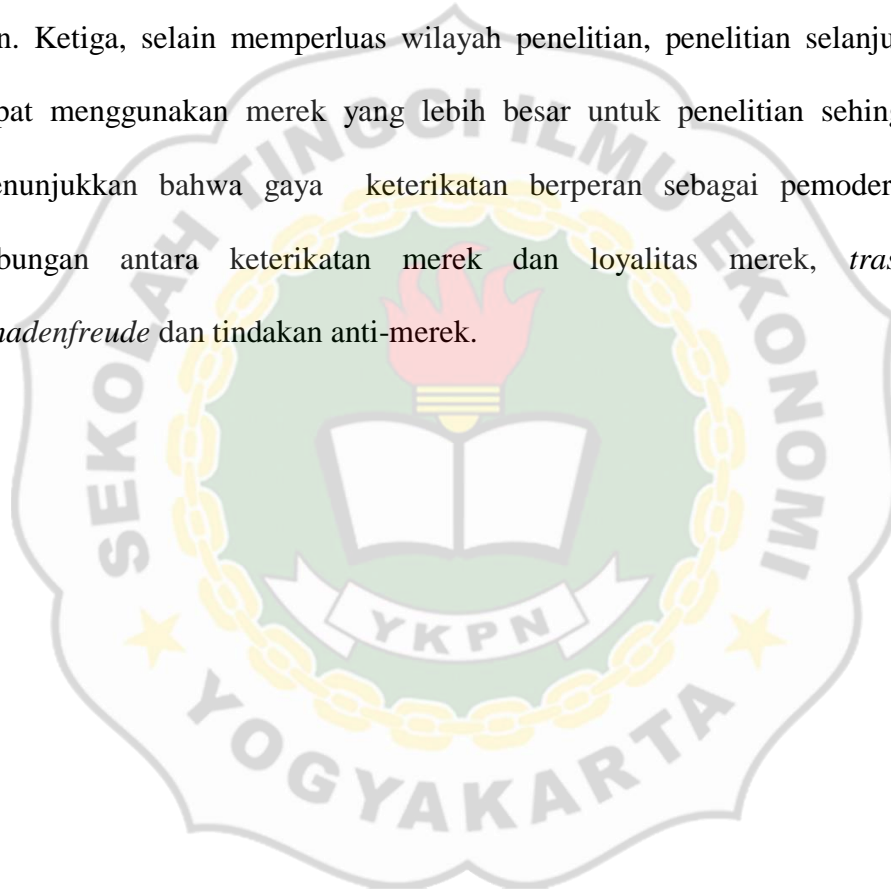 n. Ketiga, selain memperluas wilayah penelitian, penelitian selanju
pat menggunakan merek yang lebih besar untuk penelitian sehing
enunjukkan bahwa gaya keterikatan berperan sebagai pemoder
bungan antara keterikatan merek dan loyalitas merek, tras
nadenfreude dan tindakan anti-merek.
SEKOLAH TINGGI ILMU EKONOMI
YKPN
YOGYAKARTA